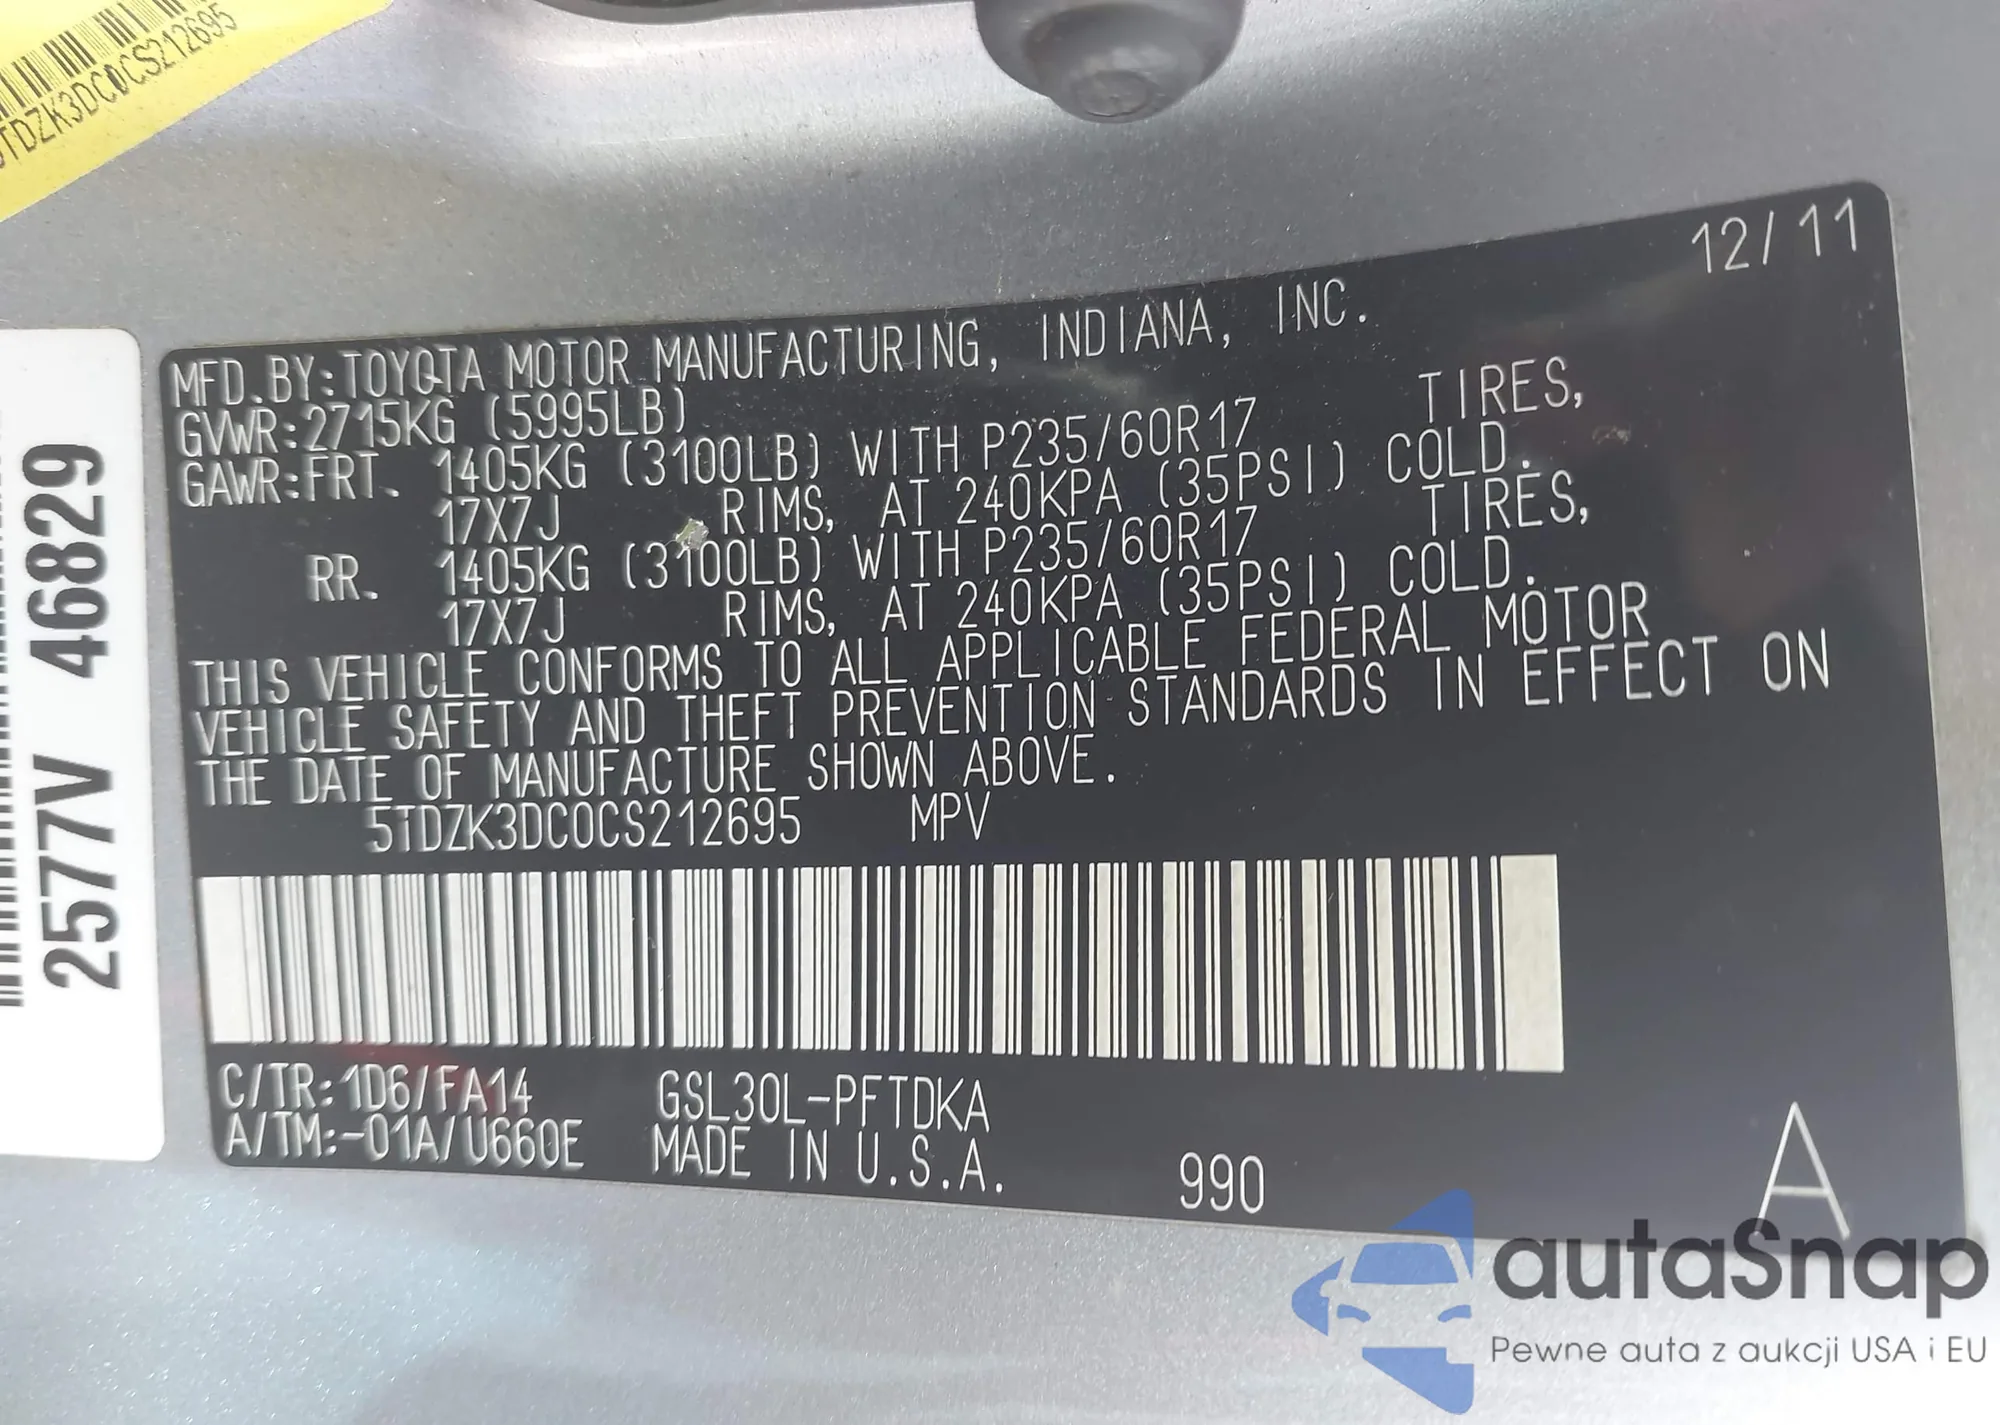 TDZK3DC0CS212695
2577V 46829
12/11
MFD.BY:TOYOTA MOTOR MANUFACTURING, INDIANA, INC.
GVWR:2715KG (5995LB)
GAWR:FRT. 1405KG (3100LB) WITH P235/60R17 TIRES,
17X7J RIMS, AT 240KPA (35PSI) COLD.
RR. 1405KG (3100LB) WITH P235/60R17 TIRES,
17X7J RIMS, AT 240KPA (35PSI) COLD.
THIS VEHICLE CONFORMS TO ALL APPLICABLE FEDERAL MOTOR
VEHICLE SAFETY AND THEFT PREVENTION STANDARDS IN EFFECT ON
THE DATE OF MANUFACTURE SHOWN ABOVE.
5TDZK3DC0CS212695 MPV
C/TR:1D6/FA14 GSL30L-PFTDKA
A/TM:-01A/U660E MADE IN U.S.A.
990
A
autaSnap
Pewne auta z aukcji USA i EU